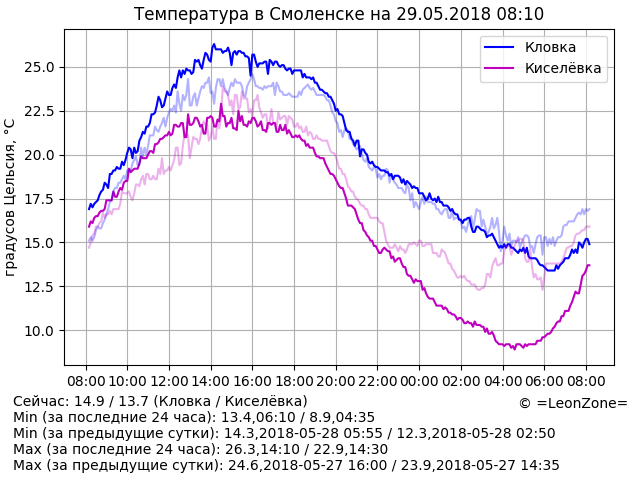 Температура в Смоленске на 29.05.2018 08:10
Кловка
Киселёвка
градусов Цельсия, °C
25.0
22.5
20.0
17.5
15.0
12.5
10.0
08:00 10:00 12:00 14:00 16:00 18:00 20:00 22:00 00:00 02:00 04:00 06:00 08:00
Сейчас: 14.9 / 13.7 (Кловка / Киселёвка)
© =LeonZone=
Min (за последние 24 часа): 13.4,06:10 / 8.9,04:35
Min (за предыдущие сутки): 14.3,2018-05-28 05:55 / 12.3,2018-05-28 02:50
Max (за последние 24 часа): 26.3,14:10 / 22.9,14:30
Max (за предыдущие сутки): 24.6,2018-05-27 16:00 / 23.9,2018-05-27 14:35